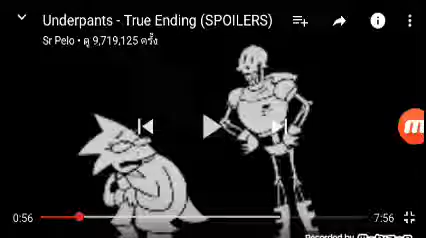 Underpants - True Ending (SPOILERS)
Sr Pelo • ดู 9,719,125 ครั้ง
0:56
7:56
Recorded by